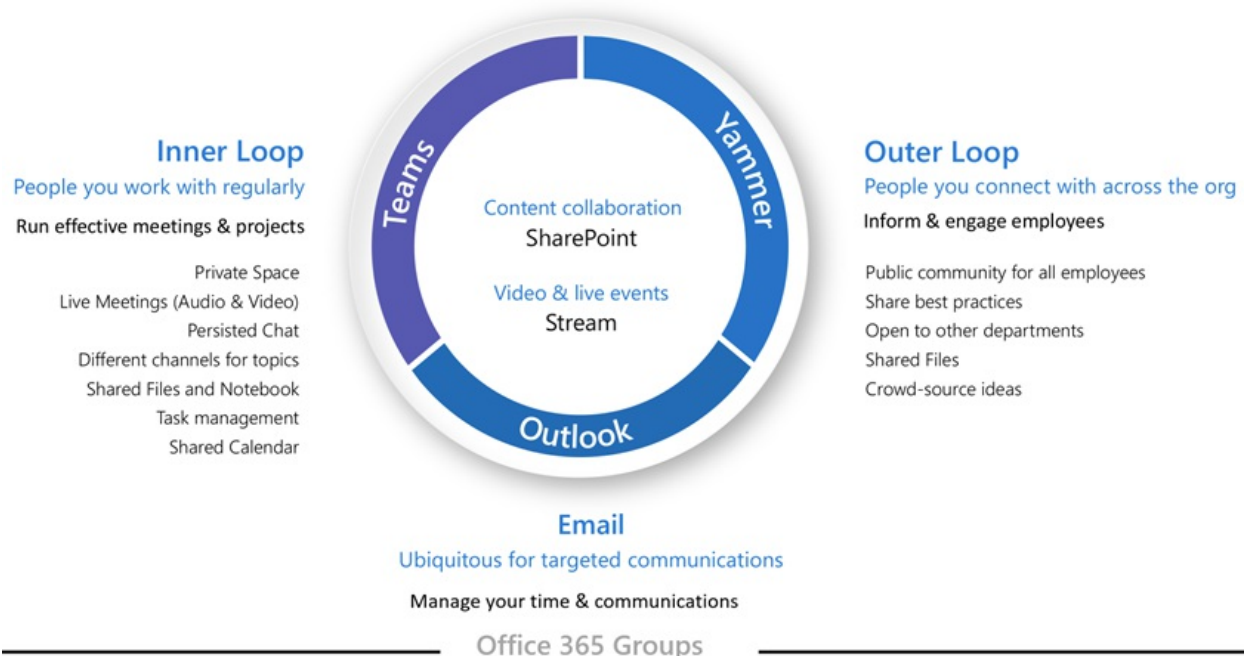 Inner Loop
People you work with regularly
Run effective meetings & projects
Private Space
Live Meetings (Audio & Video)
Persisted Chat
Different channels for topics
Shared Files and Notebook
Task management
Shared Calendar
Teams
Yammer
Outlook
Content collaboration
SharePoint
Video & live events
Stream
Outer Loop
People you connect with across the org
Inform & engage employees
Public community for all employees
Share best practices
Open to other departments
Shared Files
Crowd-source ideas
Email
Ubiquitous for targeted communications
Manage your time & communications
Office 365 Groups